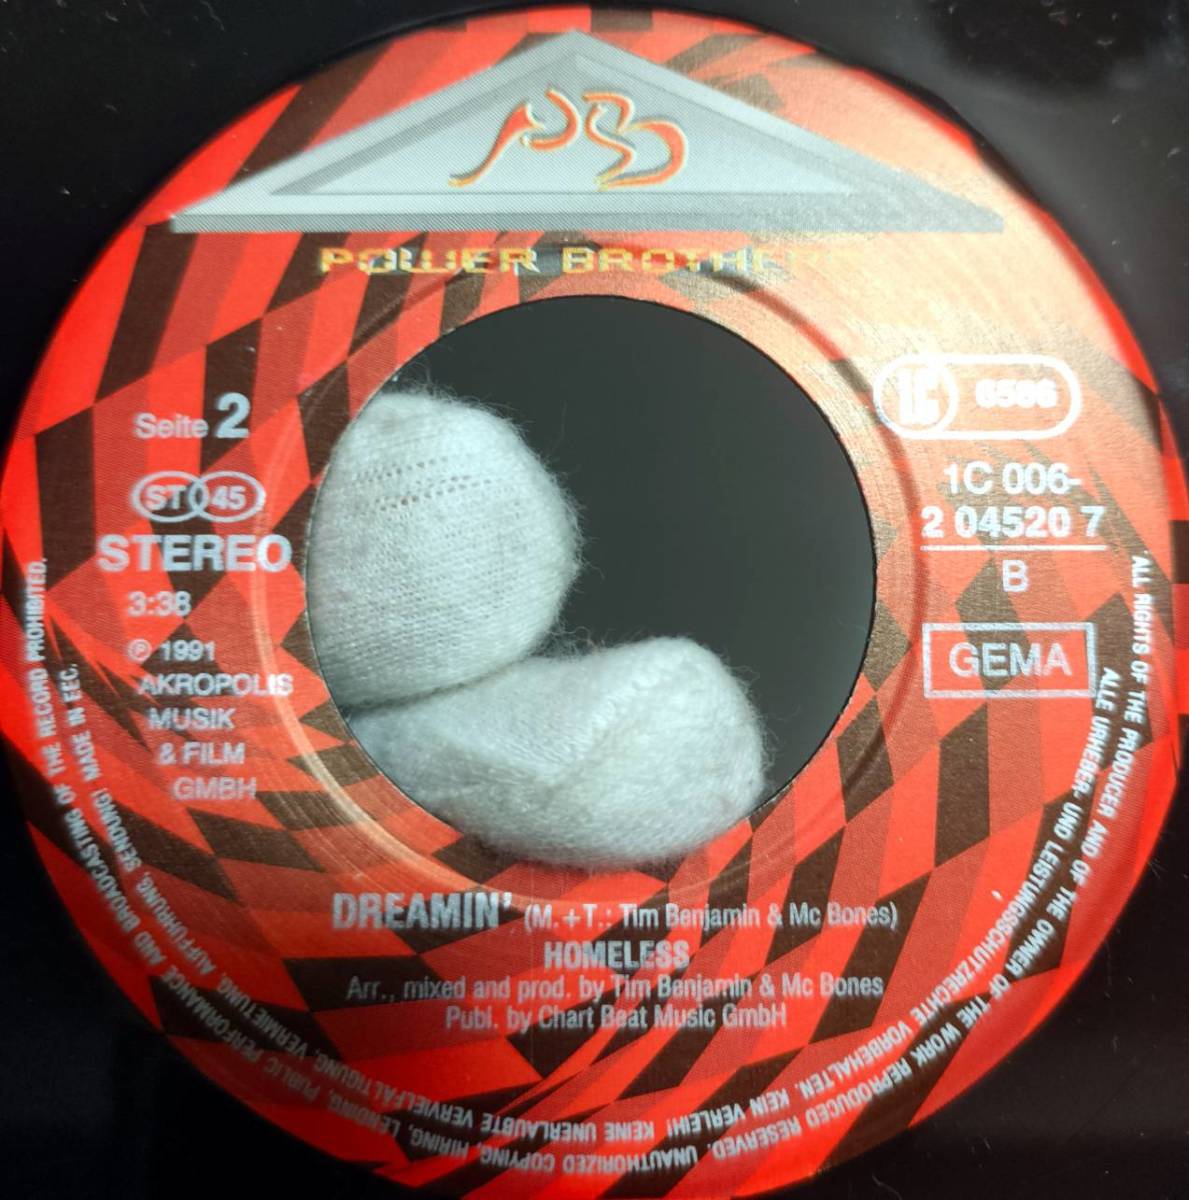 PB
POWER BROTHERS
Seite 2
ST 45
STEREO
3:38
℗ 1991
AKROPOLIS
MUSIK
& FILM
GMBH
LC 6586
1C 006-
2 04520 7
B
GEMA
DREAMIN' (M.+T.: Tim Benjamin & Mc Bones)
HOMELESS
Arr., mixed and prod. by Tim Benjamin & Mc Bones
Publ. by Chart Beat Music GmbH
ALL RIGHTS OF THE PRODUCER AND OF THE OWNER OF THE WORK REPRODUCED RESERVED. UNAUTHORIZED COPYING, HIRING, LENDING, PUBLIC PERFORMANCE AND BROADCASTING OF THE RECORD PROHIBITED.
ALLE URHEBER- UND LEISTUNGSSCHUTZRECHTE VORBEHALTEN. KEIN VERLEIH! KEINE UNERLAUBTE VERVIELFÄLTIGUNG, VERMIETUNG, AUFFÜHRUNG, SENDUNG! MADE IN EEC.